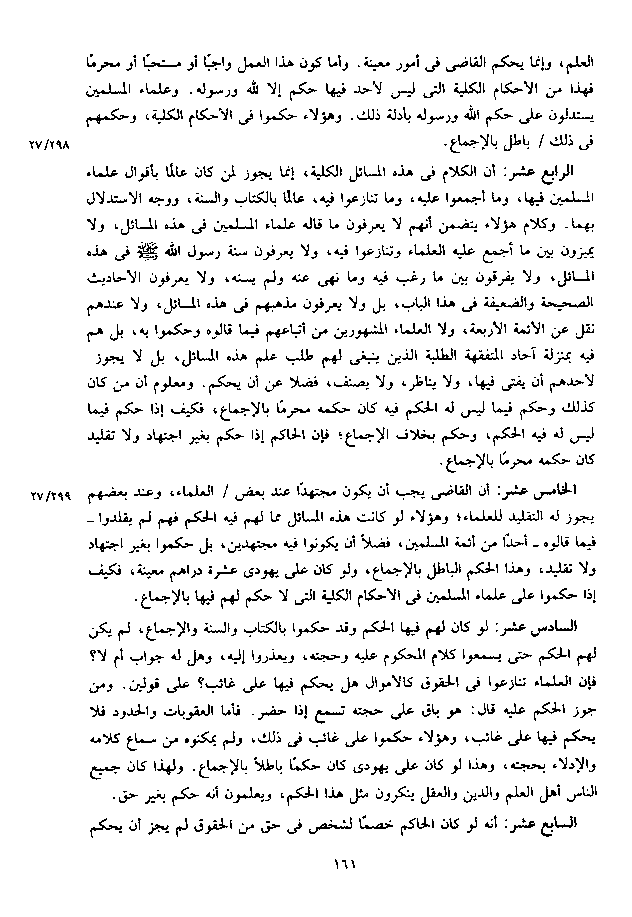 العلم، وإنما يحكم القاضى فى أمور معينة. وأما كون هذا العمل واجبًا أو مستحبًا أو محرمًا
فهذا من الأحكام الكلية التى ليس لأحد فيها حكم إلا لله ورسوله. وعلماء المسلمين
يستدلون على حكم الله ورسوله بأدلة ذلك. وهؤلاء حكموا فى الأحكام الكلية، وحكمهم
فى ذلك / باطل بالإجماع.
٢٧/٢٩٨
الرابع عشر: أن الكلام فى هذه المسائل الكلية، إنما يجوز لمن كان عالمًا بأقوال علماء
المسلمين فيها، وما أجمعوا عليه، وما تنازعوا فيه، عالمًا بالكتاب والسنة، ووجه الاستدلال
بهما. وكلام هؤلاء يتضمن أنهم لا يعرفون ما قاله علماء المسلمين فى هذه المسائل، ولا
يميزون بين ما أجمع عليه العلماء وتنازعوا فيه، ولا يعرفون سنة رسول الله ﷺ فى هذه
المسائل، ولا يفرقون بين ما رغب فيه وما نهى عنه ولم يسنه، ولا يعرفون الأحاديث
الصحيحة والضعيفة فى هذا الباب، بل ولا يعرفون مذهبهم فى هذه المسائل، ولا عندهم
نقل عن الأئمة الأربعة، ولا العلماء المشهورين من أتباعهم فيما قالوه وحكموا به، بل هم
فيه بمنزلة آحاد المتفقهة الطلبة الذين ينبغى لهم طلب علم هذه المسائل، بل لا يجوز
لأحدهم أن يفتى فيها، ولا يناظر، ولا يصنف، فضلا عن أن يحكم. ومعلوم أن من كان
كذلك وحكم فيما ليس له الحكم فيه كان حكمه محرمًا بالإجماع، فكيف إذا حكم فيما
ليس له فيه الحكم، وحكم بخلاف الإجماع؛ فإن الحاكم إذا حكم بغير اجتهاد ولا تقليد
كان حكمه محرمًا بالإجماع.
الخامس عشر: أن القاضى يجب أن يكون مجتهدًا عند بعض / العلماء، وعند بعضهم
٢٧/٢٩٩
يجوز له التقليد للعلماء؛ وهؤلاء لو كانت هذه المسائل مما لهم فيه الحكم فهم لم يقلدوا ـ
فيما قالوه ـ أحدًا من أئمة المسلمين، فضلاً أن يكونوا فيه مجتهدين، بل حكموا بغير اجتهاد
ولا تقليد، وهذا الحكم الباطل بالإجماع، ولو كان على يهودى عشرة دراهم معينة، فكيف
إذا حكموا على علماء المسلمين فى الأحكام الكلية التى لا حكم لهم فيها بالإجماع.
السادس عشر: لو كان لهم فيها الحكم وقد حكموا بالكتاب والسنة والإجماع، لم يكن
لهم الحكم حتى يسمعوا كلام المحكوم عليه وحجته، ويعذروا إليه، وهل له جواب أم لا؟
فإن العلماء تنازعوا فى الحقوق كالأموال هل يحكم فيها على غائب؟ على قولين. ومن
جوز الحكم عليه قال: هو باق على حجته تسمع إذا حضر. فأما العقوبات والحدود فلا
يحكم فيها على غائب، وهؤلاء حكموا على غائب فى ذلك، ولم يمكنوه من سماع كلامه
والإدلاء بحجته، وهذا لو كان على يهودى كان حكمًا باطلاً بالإجماع. ولهذا كان جميع
الناس أهل العلم والدين والعقل ينكرون مثل هذا الحكم، ويعلمون أنه حكم بغير حق.
السابع عشر: أنه لو كان الحاكم خصمًا لشخص فى حق من الحقوق لم يجز أن يحكم
١٦١